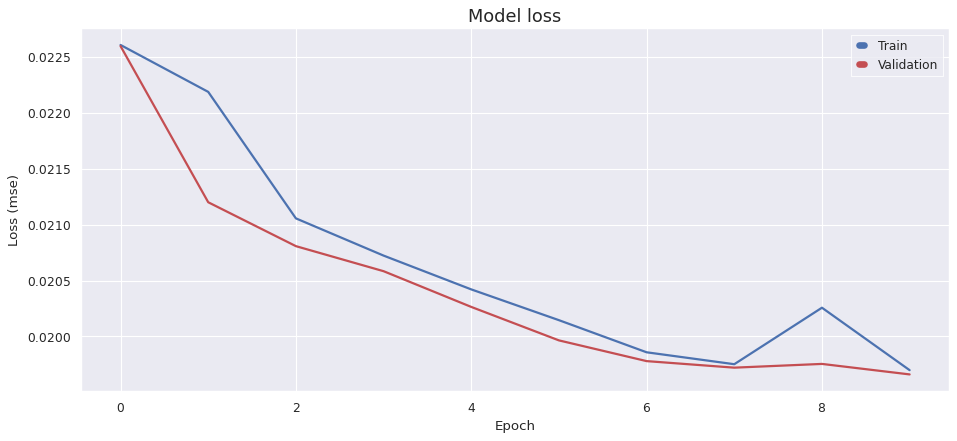 Model loss
Train
Validation
0.0225
0.0220
0.0215
0.0210
0.0205
0.0200
Loss (mse)
0 2 4 6 8
Epoch